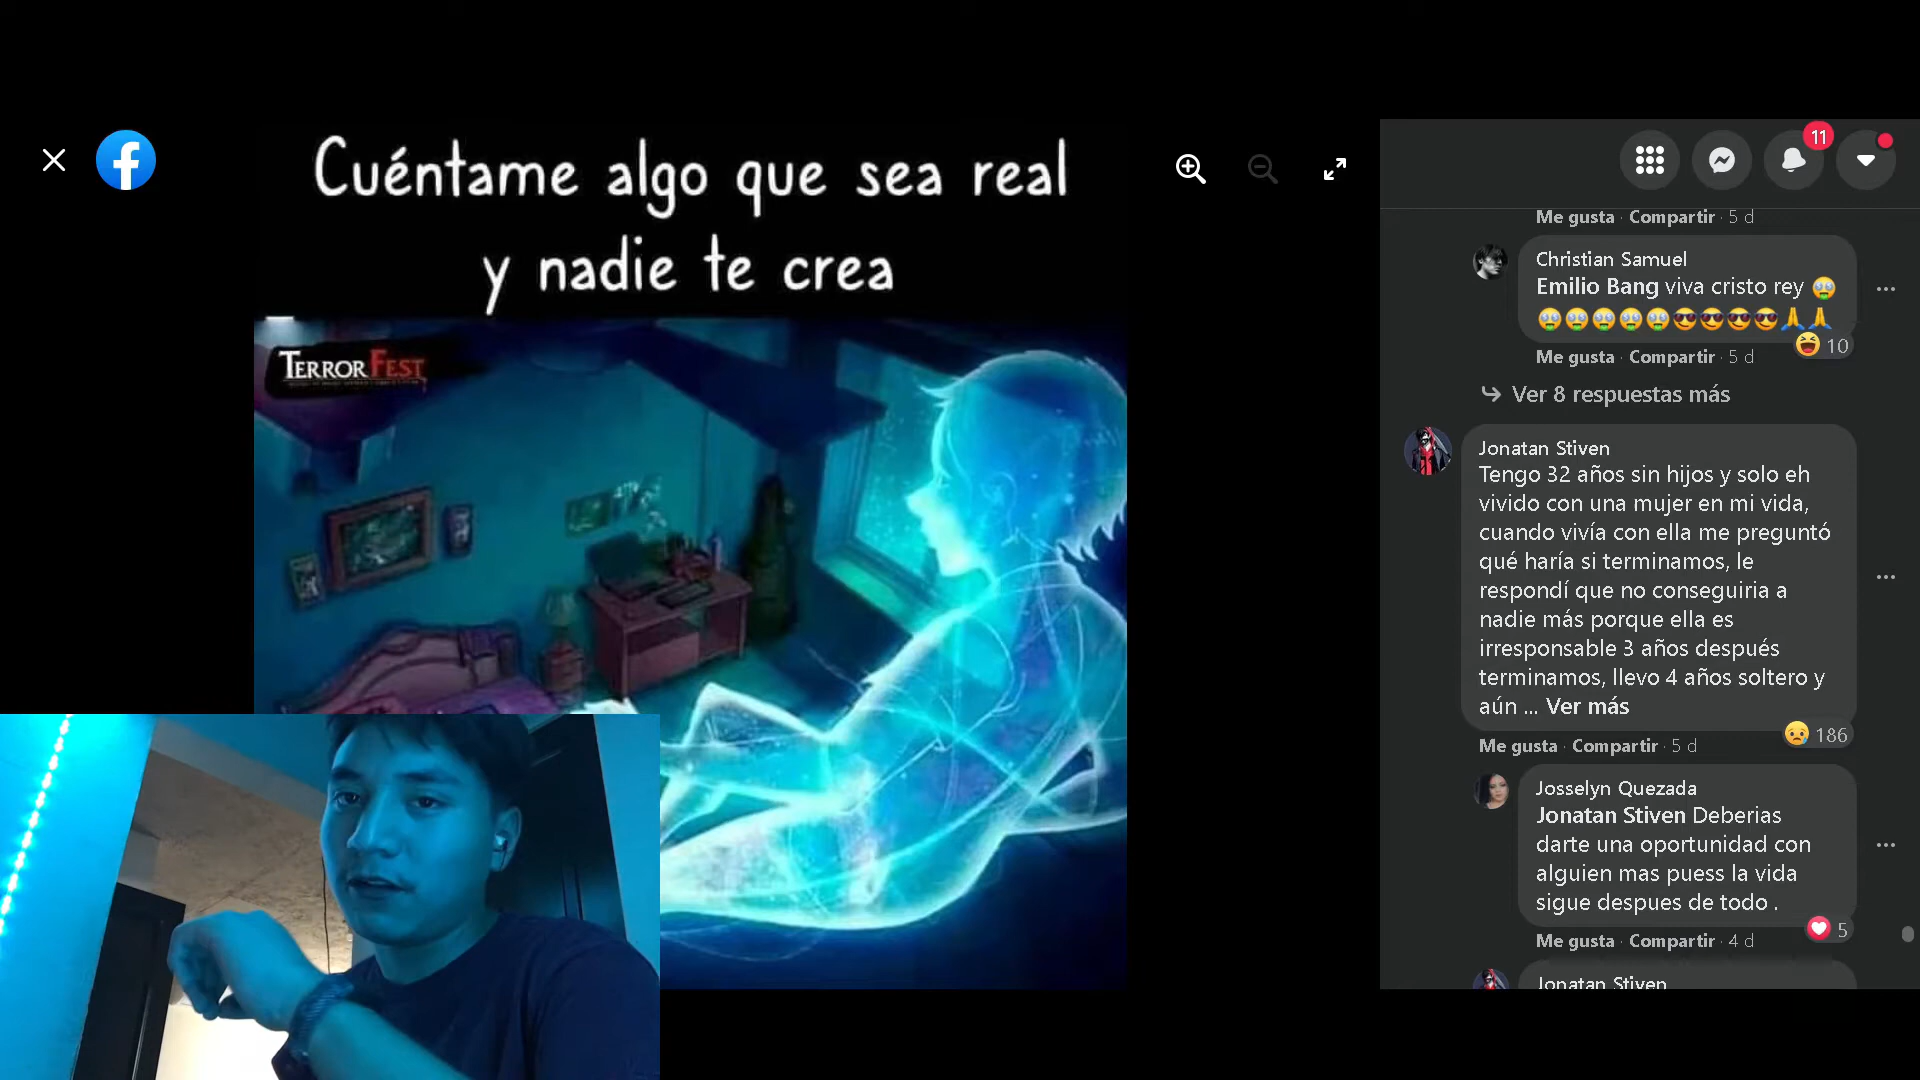 Cuéntame algo que sea real
y nadie te crea
TERRORFEST
11
Me gusta · Compartir · 5 d
Christian Samuel
Emilio Bang viva cristo rey 🥹
🥹🥹🥹🥹🥹😎😎😎😎🙏🙏
😆 10
Me gusta · Compartir · 5 d
Ver 8 respuestas más
Jonatan Stiven
Tengo 32 años sin hijos y solo eh
vivido con una mujer en mi vida,
cuando vivía con ella me preguntó
qué haría si terminamos, le
respondí que no conseguiria a
nadie más porque ella es
irresponsable 3 años después
terminamos, llevo 4 años soltero y
aún ... Ver más
😢 186
Me gusta · Compartir · 5 d
Josselyn Quezada
Jonatan Stiven Deberias
darte una oportunidad con
alguien mas puess la vida
sigue despues de todo .
❤️ 5
Me gusta · Compartir · 4 d
Jonatan Stiven